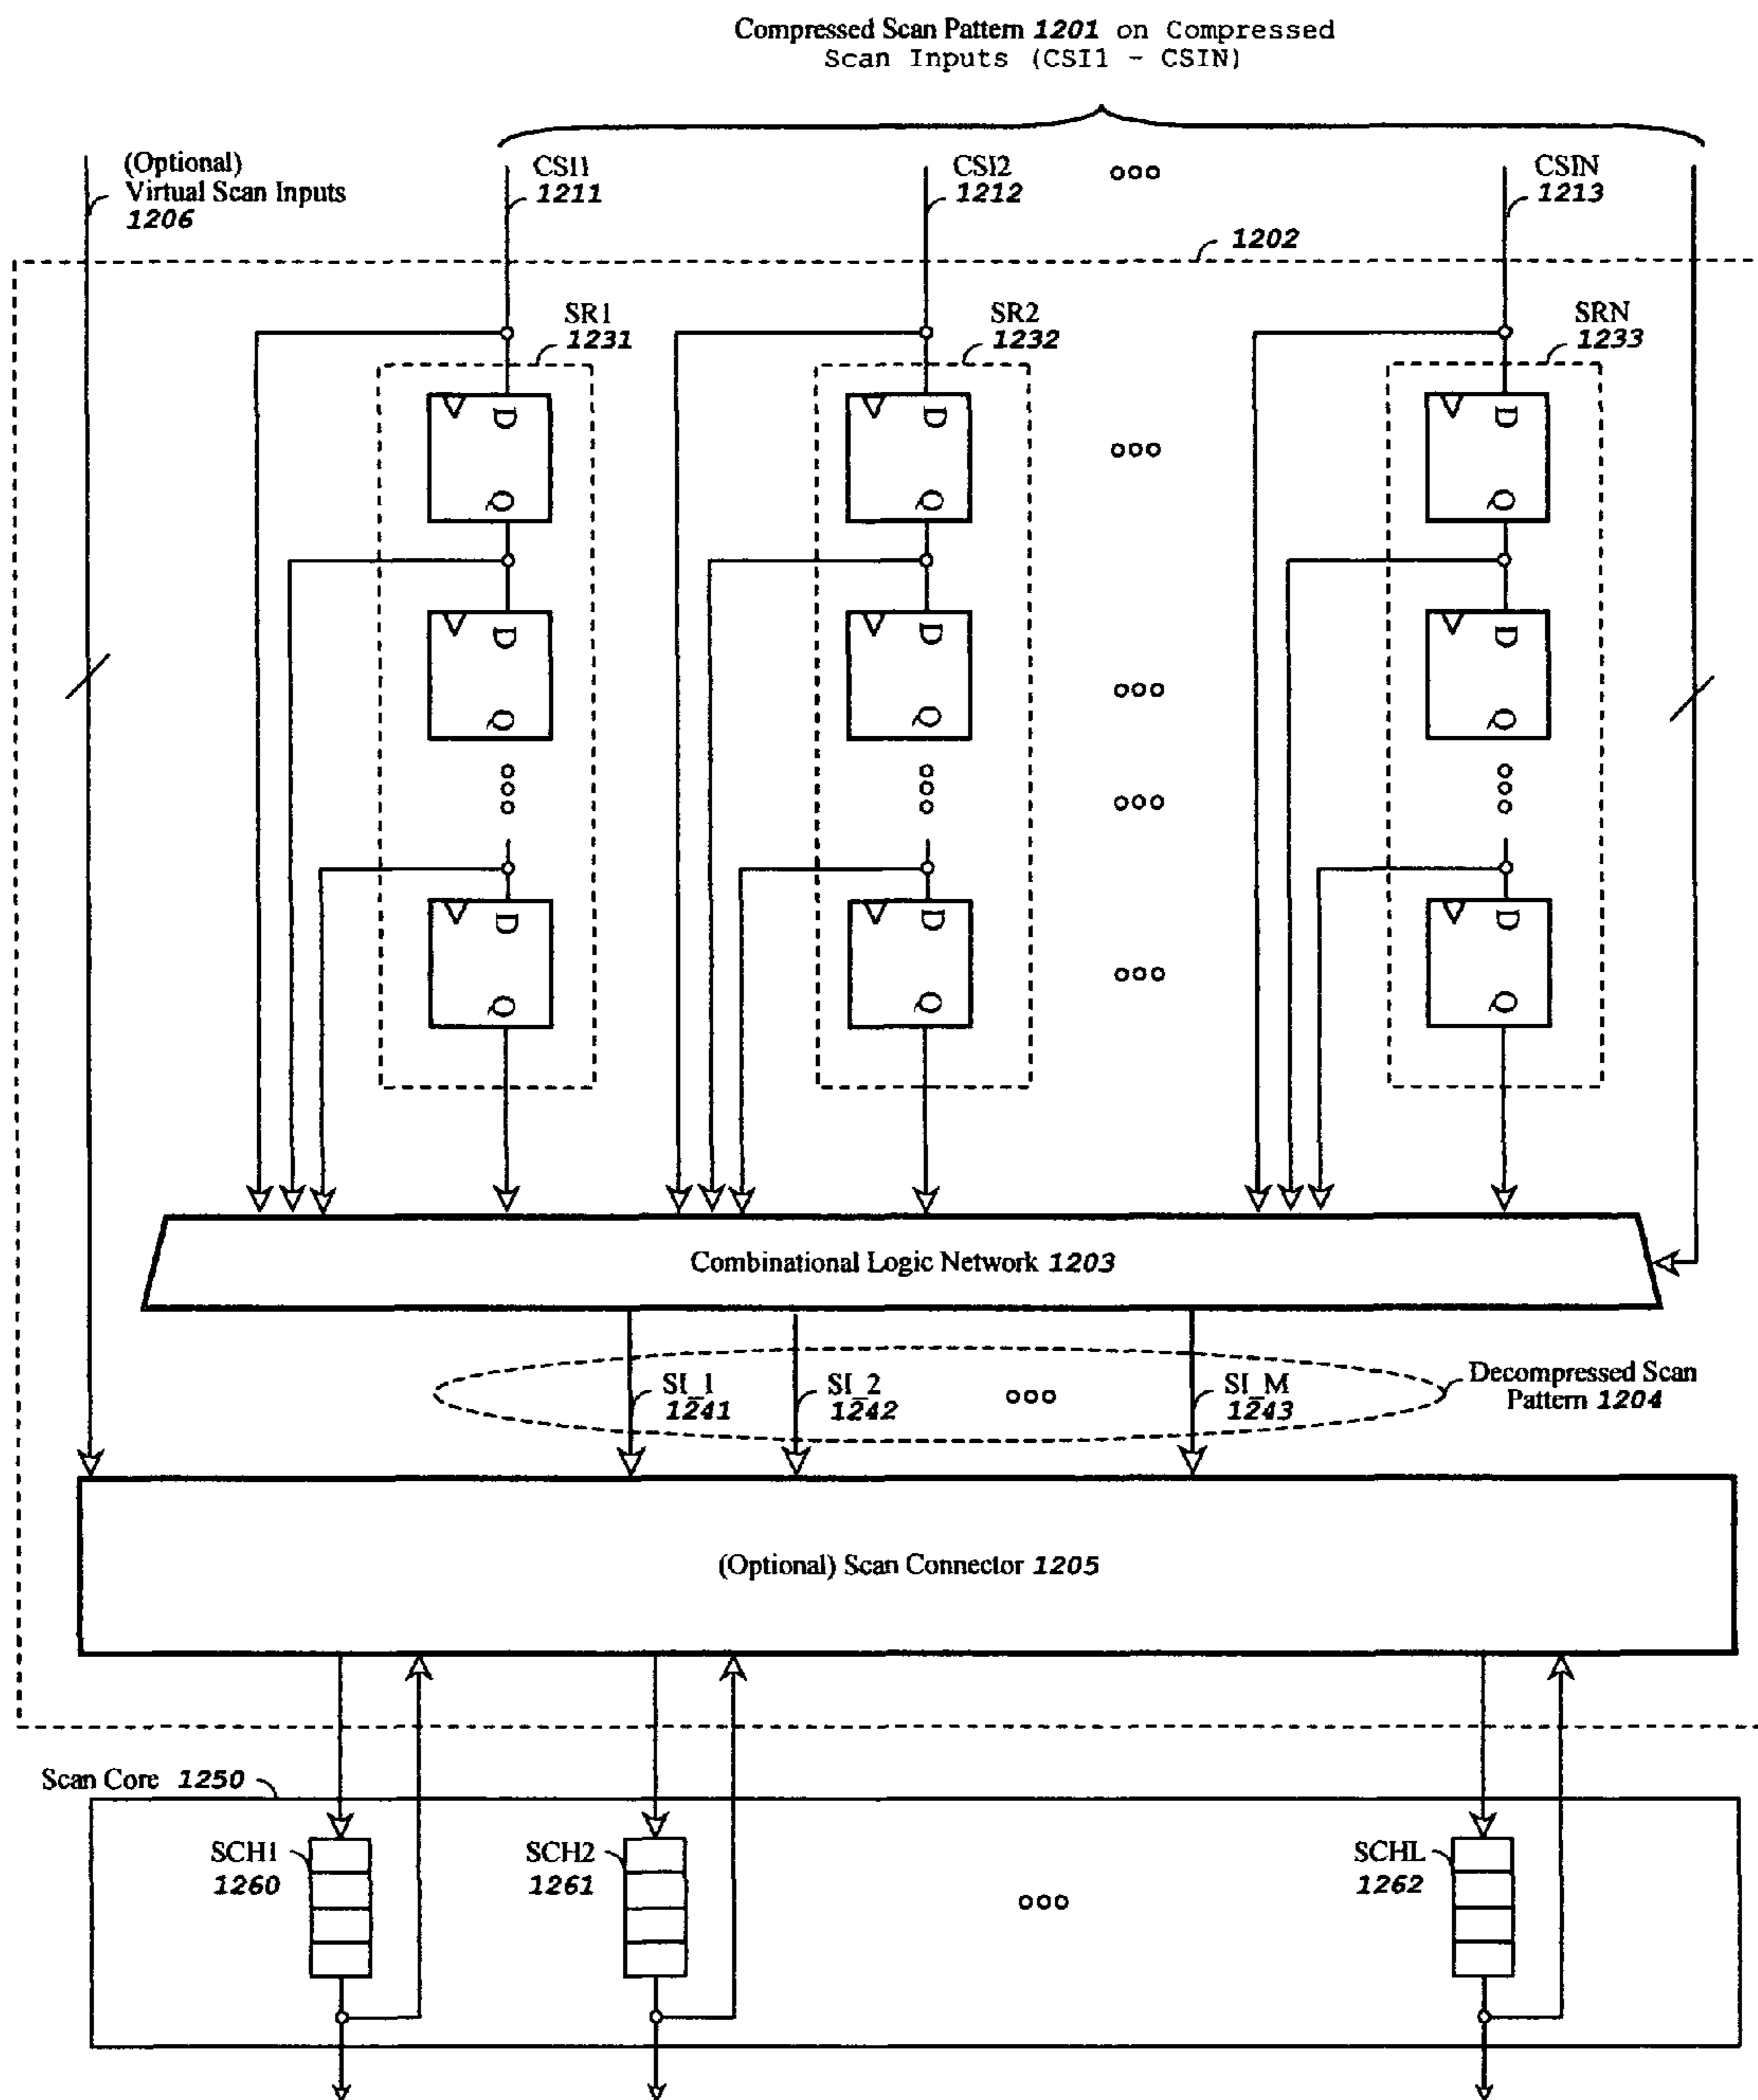 Compressed Scan Pattern 1201 on Compressed
Scan Inputs (CSI1 - CSIN)
(Optional)
Virtual Scan Inputs
1206
CSI1
1211
CSI2
1212
CSIN
1213
1202
SR1
1231
SR2
1232
SRN
1233
D
Q
D
Q
D
Q
D
Q
D
Q
D
Q
D
Q
D
Q
D
Q
Combinational Logic Network 1203
SI_1
1241
SI_2
1242
SI_M
1243
Decompressed Scan
Pattern 1204
(Optional) Scan Connector 1205
Scan Core 1250
SCH1
1260
SCH2
1261
SCHL
1262